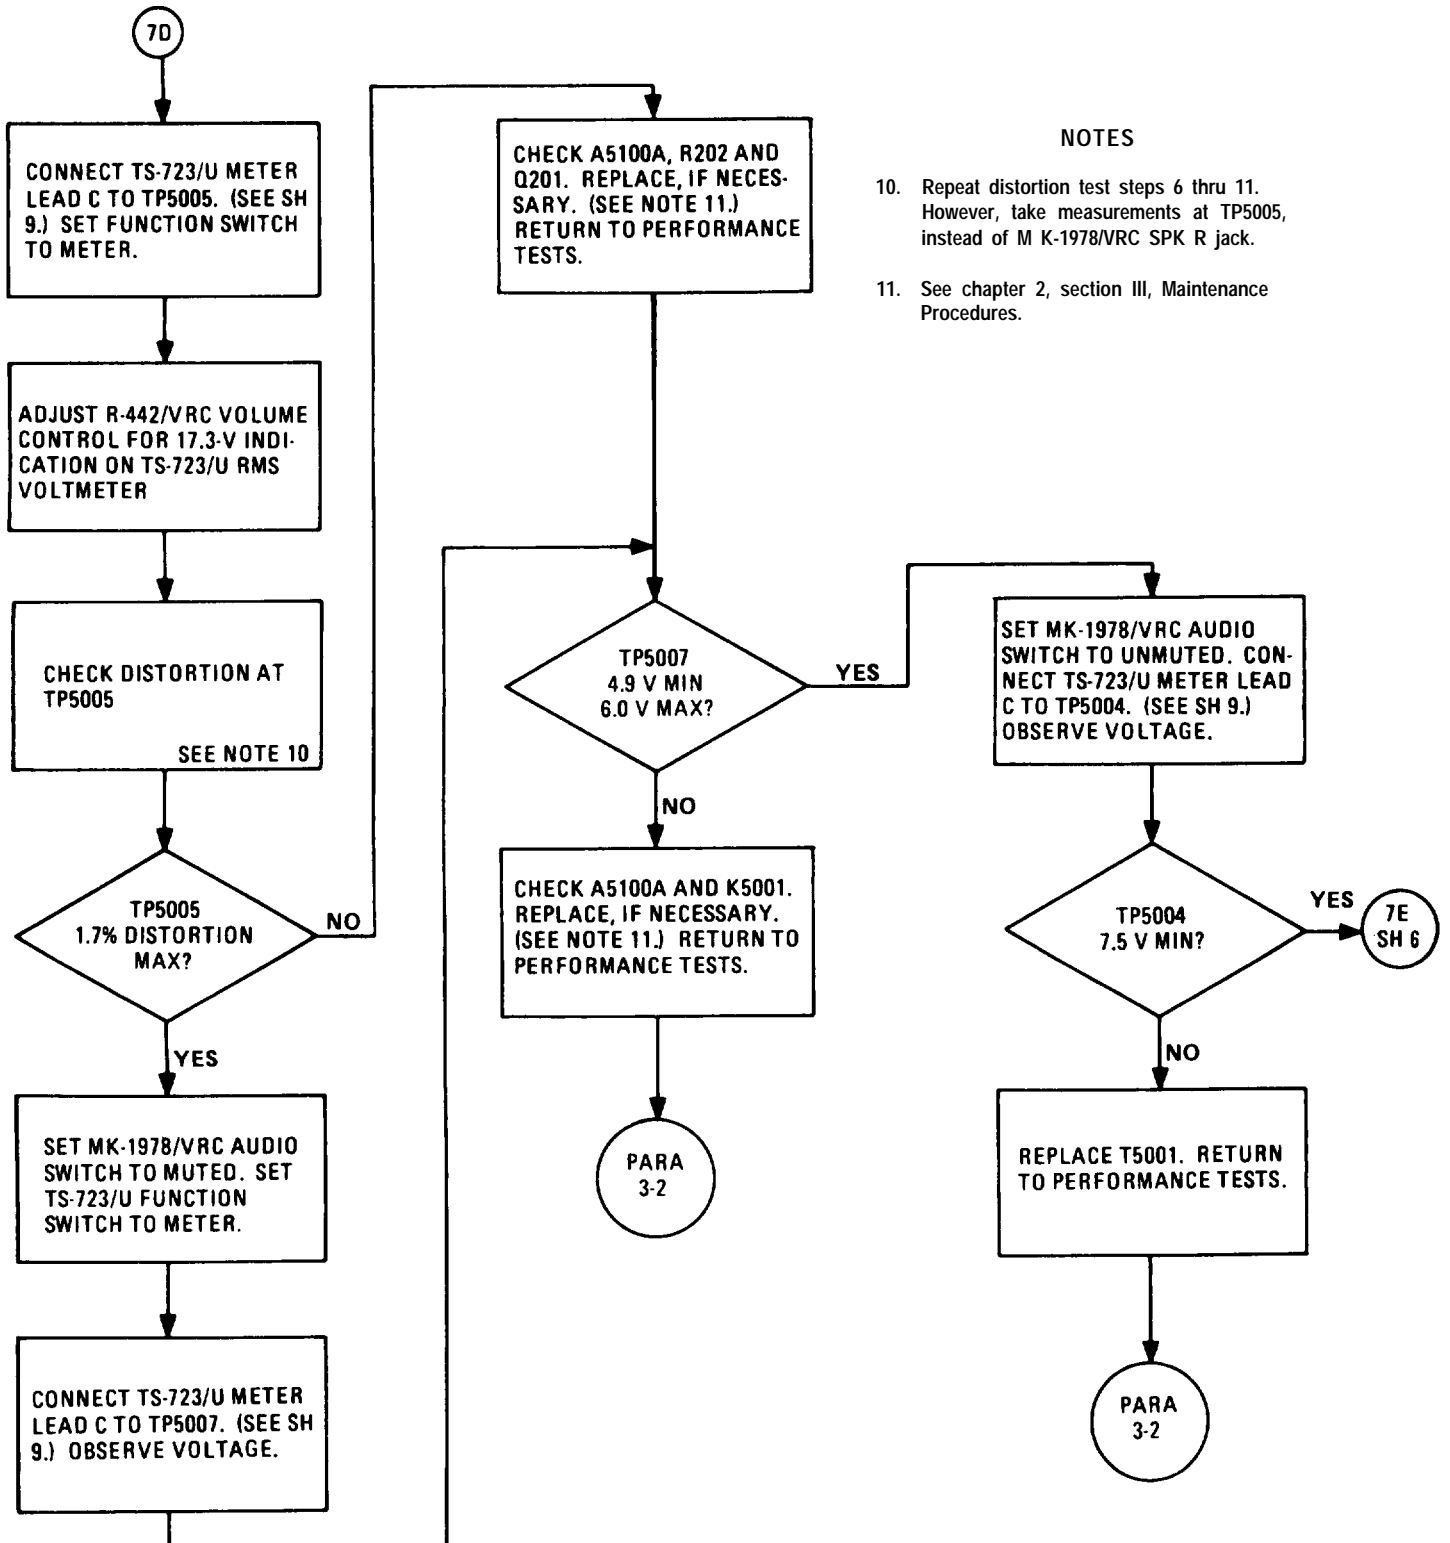 7D
CONNECT TS-723/U METER
LEAD C TO TP5005. (SEE SH
9.) SET FUNCTION SWITCH
TO METER.
ADJUST R-442/VRC VOLUME
CONTROL FOR 17.3-V INDI-
CATION ON TS-723/U RMS
VOLTMETER
CHECK DISTORTION AT
TP5005
SEE NOTE 10
TP5005
1.7% DISTORTION
MAX?
NO
YES
SET MK-1978/VRC AUDIO
SWITCH TO MUTED. SET
TS-723/U FUNCTION
SWITCH TO METER.
CONNECT TS-723/U METER
LEAD C TO TP5007. (SEE SH
9.) OBSERVE VOLTAGE.
CHECK A5100A, R202 AND
Q201. REPLACE, IF NECES-
SARY. (SEE NOTE 11.)
RETURN TO PERFORMANCE
TESTS.
TP5007
4.9 V MIN
6.0 V MAX?
YES
NO
CHECK A5100A AND K5001.
REPLACE, IF NECESSARY.
(SEE NOTE 11.) RETURN TO
PERFORMANCE TESTS.
PARA
3-2
NOTES
10. Repeat distortion test steps 6 thru 11.
However, take measurements at TP5005,
instead of M K-1978/VRC SPK R jack.
11. See chapter 2, section III, Maintenance
Procedures.
SET MK-1978/VRC AUDIO
SWITCH TO UNMUTED. CON-
NECT TS-723/U METER LEAD
C TO TP5004. (SEE SH 9.)
OBSERVE VOLTAGE.
TP5004
7.5 V MIN?
YES
7E
SH 6
NO
REPLACE T5001. RETURN
TO PERFORMANCE TESTS.
PARA
3-2